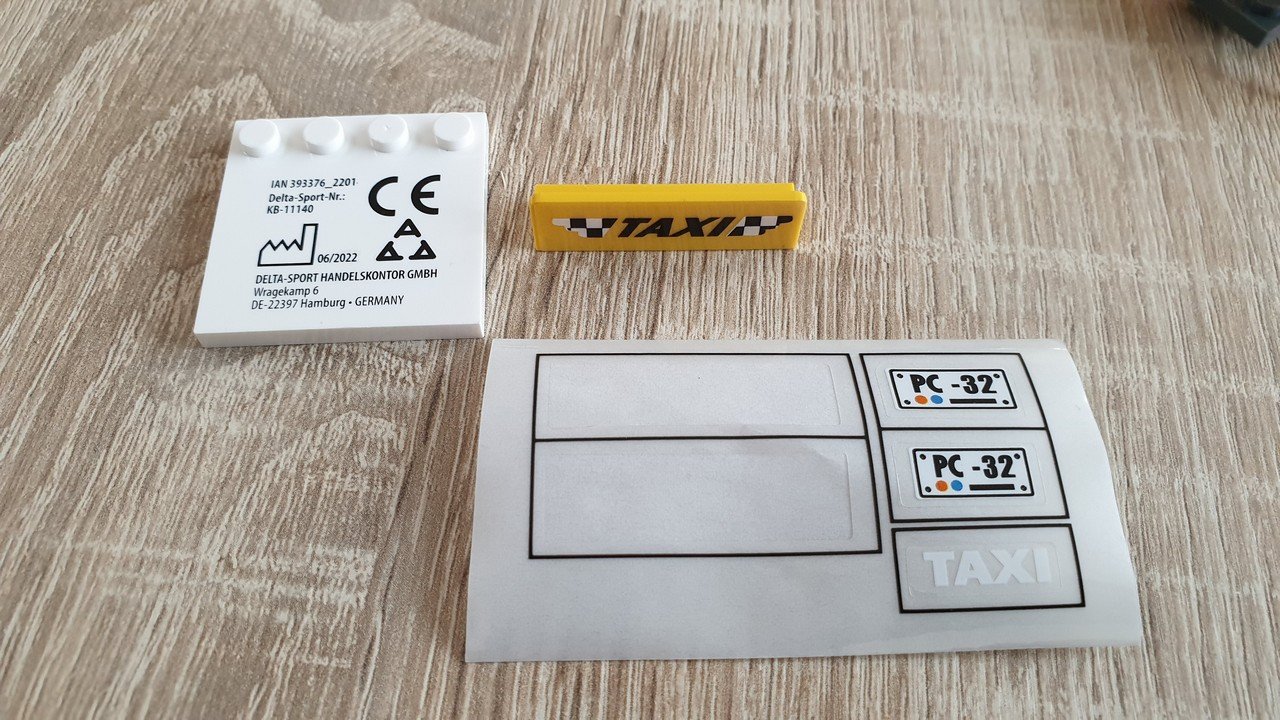 IAN 393376_2201
Delta-Sport-Nr.:
KB-11140
CE
06/2022
DELTA-SPORT HANDELSKONTOR GMBH
Wragekamp 6
DE-22397 Hamburg • GERMANY
TAXI
PC -32
PC -32
TAXI